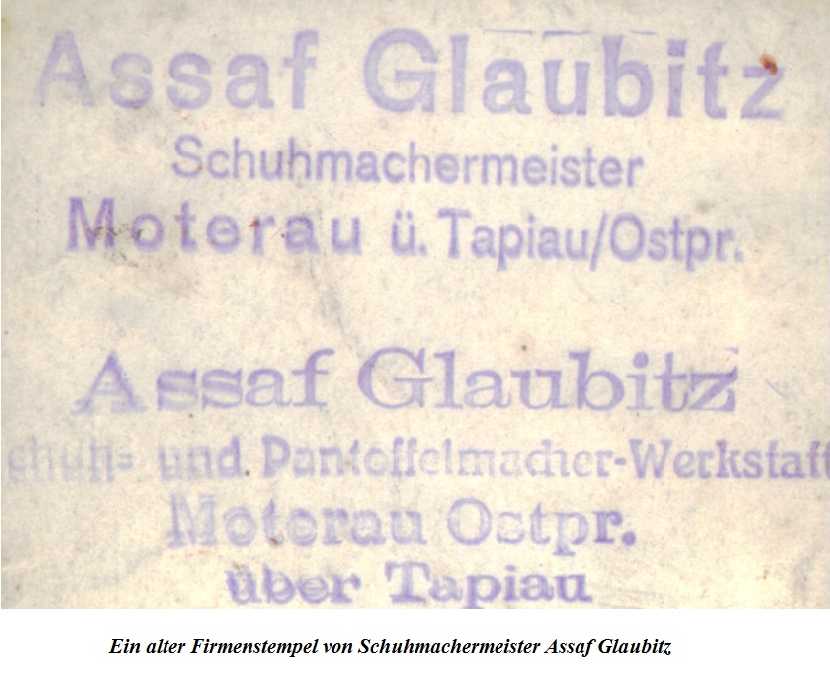 Assaf Glaubitz
Schuhmachermeister
Moterau ü. Tapiau/Ostpr.
Assaf Glaubitz
chuh= und Pantoffelmacher-Werkstatt
Moterau Ostpr.
über Tapiau
Ein alter Firmenstempel von Schuhmachermeister Assaf Glaubitz